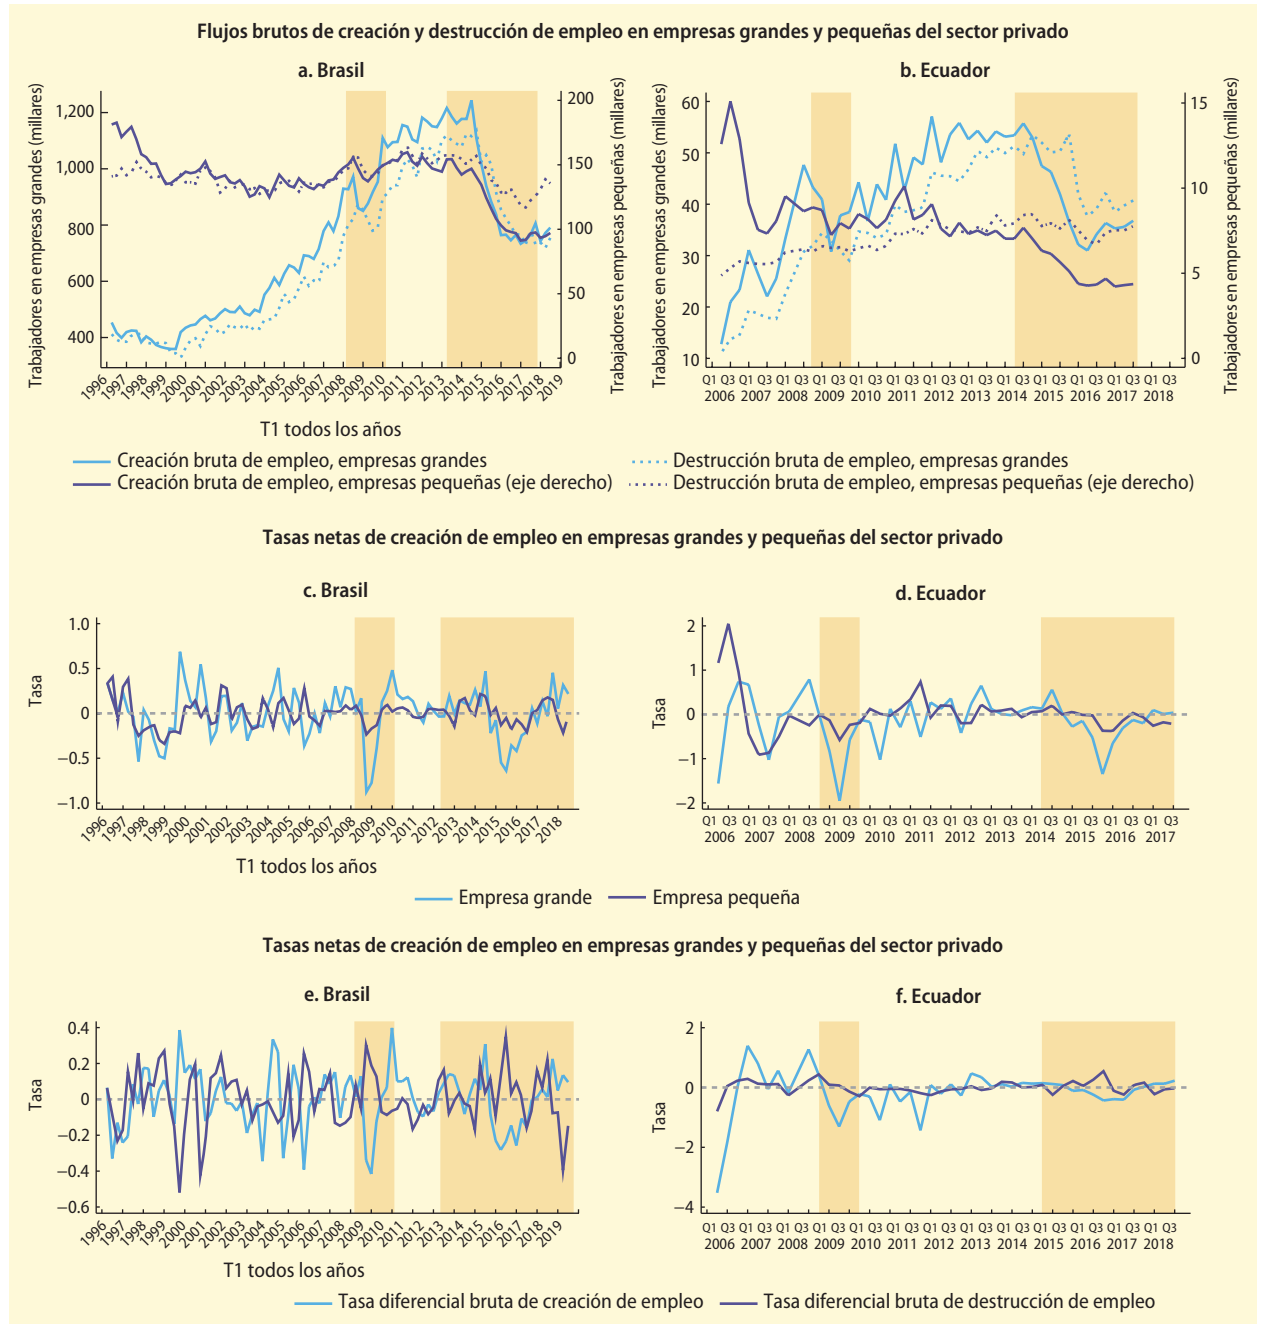 Flujos brutos de creación y destrucción de empleo en empresas grandes y pequeñas del sector privado
a. Brasil
Trabajadores en empresas grandes (millares)
1,200
1,000
800
600
400
200
150
100
50
0
Trabajadores en empresas pequeñas (millares)
1996 1997 1998 1999 2000 2001 2002 2003 2004 2005 2006 2007 2008 2009 2010 2011 2012 2013 2014 2015 2016 2017 2018 2019
T1 todos los años
b. Ecuador
Trabajadores en empresas grandes (millares)
60
50
40
30
20
10
15
10
5
0
Trabajadores en empresas pequeñas (millares)
Q1 Q3 Q1 Q3 Q1 Q3 Q1 Q3 Q1 Q3 Q1 Q3 Q1 Q3 Q1 Q3 Q1 Q3 Q1 Q3 Q1 Q3 Q1 Q3 Q1 Q3
2006 2007 2008 2009 2010 2011 2012 2013 2014 2015 2016 2017 2018
Creación bruta de empleo, empresas grandes
Destrucción bruta de empleo, empresas grandes
Creación bruta de empleo, empresas pequeñas (eje derecho)
Destrucción bruta de empleo, empresas pequeñas (eje derecho)
Tasas netas de creación de empleo en empresas grandes y pequeñas del sector privado
c. Brasil
Tasa
1.0
0.5
0
−0.5
−1.0
1996 1997 1998 1999 2000 2001 2002 2003 2004 2005 2006 2007 2008 2009 2010 2011 2012 2013 2014 2015 2016 2017 2018
T1 todos los años
d. Ecuador
Tasa
2
1
0
−1
−2
Q1 Q3 Q1 Q3 Q1 Q3 Q1 Q3 Q1 Q3 Q1 Q3 Q1 Q3 Q1 Q3 Q1 Q3 Q1 Q3 Q1 Q3 Q1 Q3
2006 2007 2008 2009 2010 2011 2012 2013 2014 2015 2016 2017
Empresa grande
Empresa pequeña
Tasas netas de creación de empleo en empresas grandes y pequeñas del sector privado
e. Brasil
Tasa
0.4
0.2
0
−0.2
−0.4
−0.6
1996 1997 1998 1999 2000 2001 2002 2003 2004 2005 2006 2007 2008 2009 2010 2011 2012 2013 2014 2015 2016 2017 2018 2019
T1 todos los años
f. Ecuador
Tasa
2
0
−2
−4
Q1 Q3 Q1 Q3 Q1 Q3 Q1 Q3 Q1 Q3 Q1 Q3 Q1 Q3 Q1 Q3 Q1 Q3 Q1 Q3 Q1 Q3 Q1 Q3
2006 2007 2008 2009 2010 2011 2012 2013 2014 2015 2016 2018
Tasa diferencial bruta de creación de empleo
Tasa diferencial bruta de destrucción de empleo